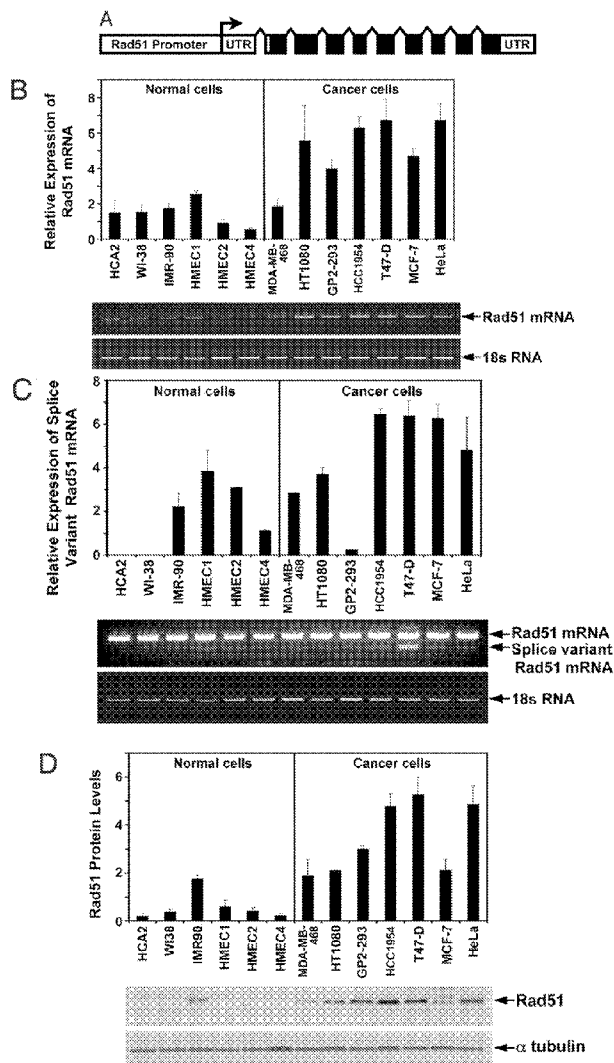 A
Rad51 Promoter UTR UTR
B
Relative Expression of
Rad51 mRNA
Normal cells Cancer cells
8
6
4
2
0
HCA2 WI-38 IMR-90 HMEC1 HMEC2 HMEC4 MDA-MB-468 HT1080 GP2-293 HCC1954 T47-D MCF-7 HeLa
Rad51 mRNA
18s RNA
C
Relative Expression of Splice
Variant Rad51 mRNA
Normal cells Cancer cells
8
6
4
2
0
HCA2 WI-38 IMR-90 HMEC1 HMEC2 HMEC4 MDA-MB-468 HT1080 GP2-293 HCC1954 T47-D MCF-7 HeLa
Rad51 mRNA
Splice variant
Rad51 mRNA
18s RNA
D
Rad51 Protein Levels
Normal cells Cancer cells
6
4
2
0
HCA2 WI38 IMR90 HMEC1 HMEC2 HMEC4 MDA-MB-468 HT1080 GP2-293 HCC1954 T47-D MCF-7 HeLa
Rad51
α tubulin